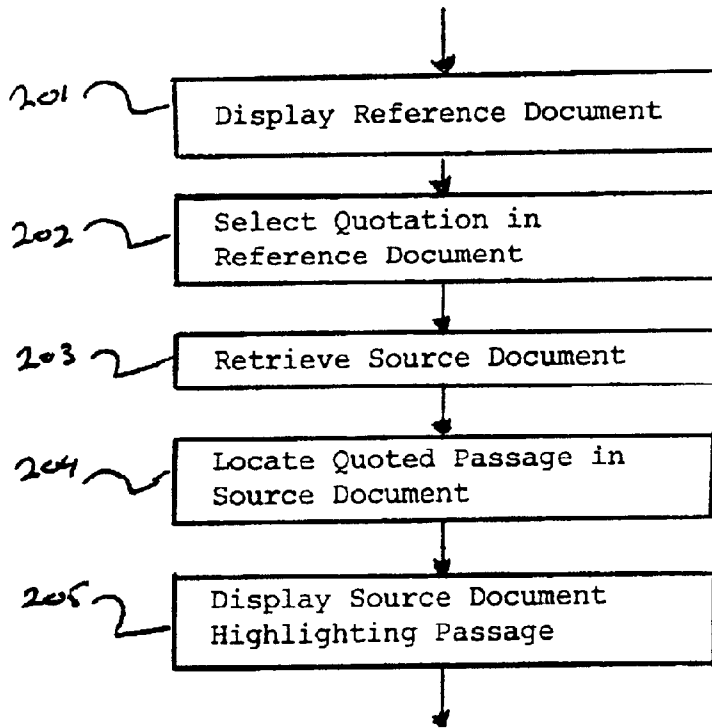 201
Display Reference Document
202
Select Quotation in
Reference Document
203
Retrieve Source Document
204
Locate Quoted Passage in
Source Document
205
Display Source Document
Highlighting Passage